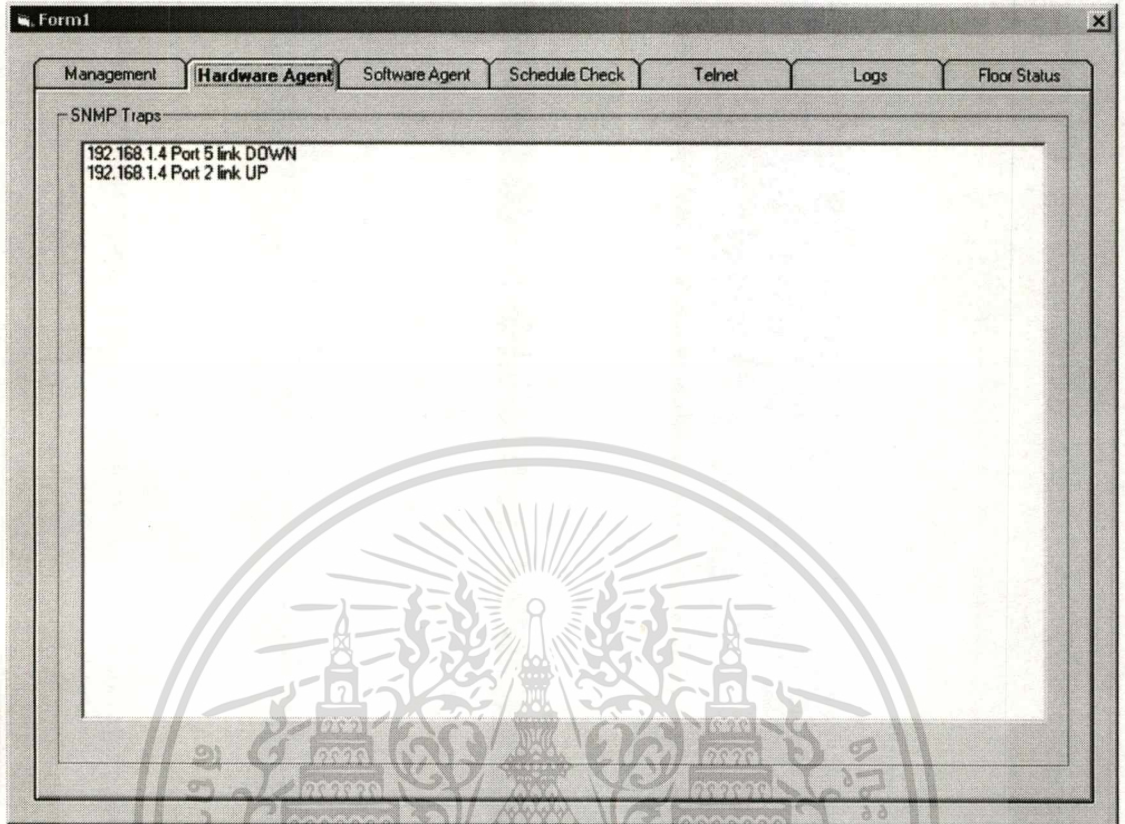 Form1
Management Hardware Agent Software Agent Schedule Check Telnet Logs Floor Status
SNMP Traps
192.168.1.4 Port 5 link DOWN
192.168.1.4 Port 2 link UP